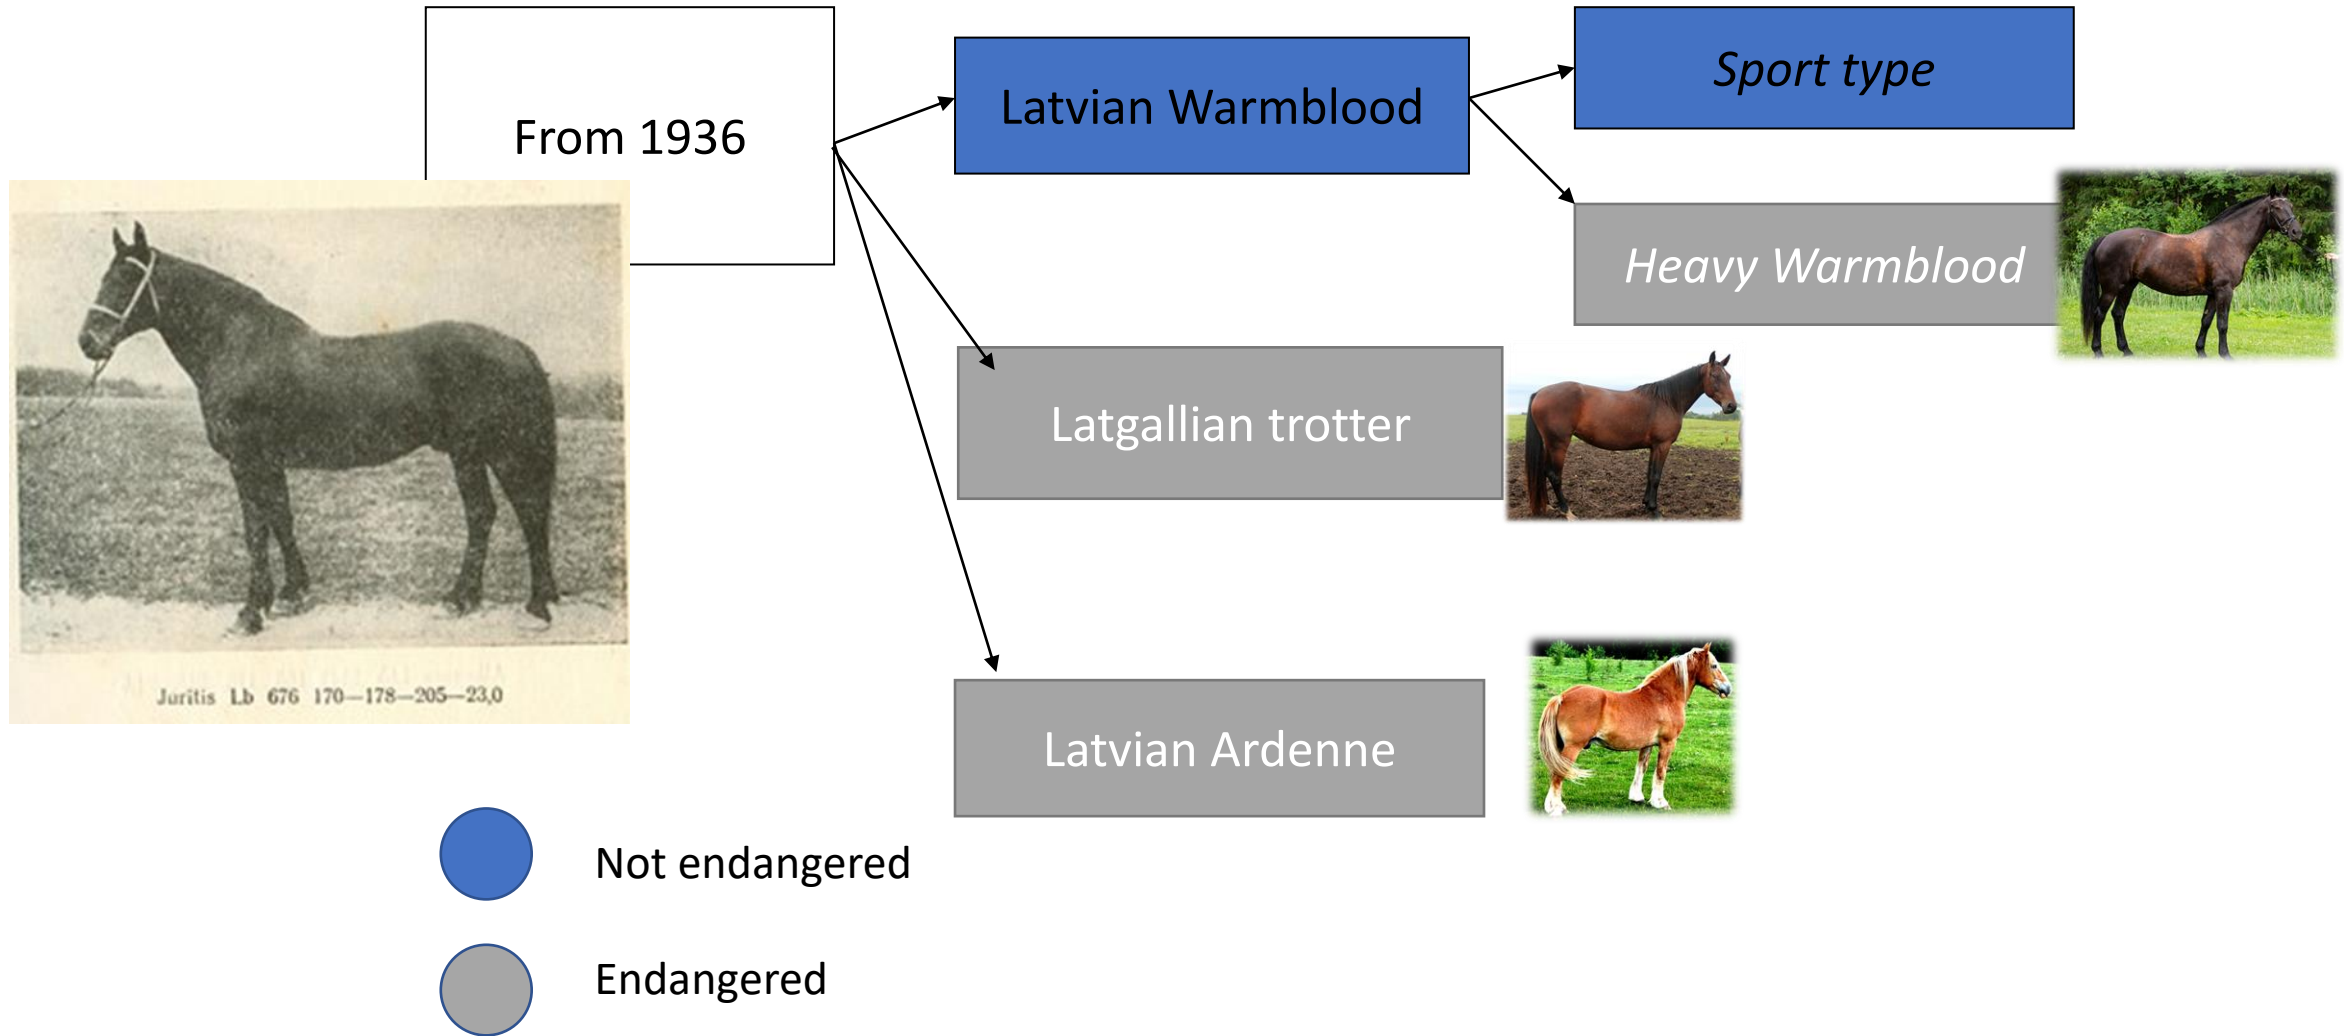 From 1936
Latvian Warmblood
Sport type
Heavy Warmblood
Latgallian trotter
Latvian Ardenne
Juritis Lb 676 170—178—205—23,0
Not endangered
Endangered